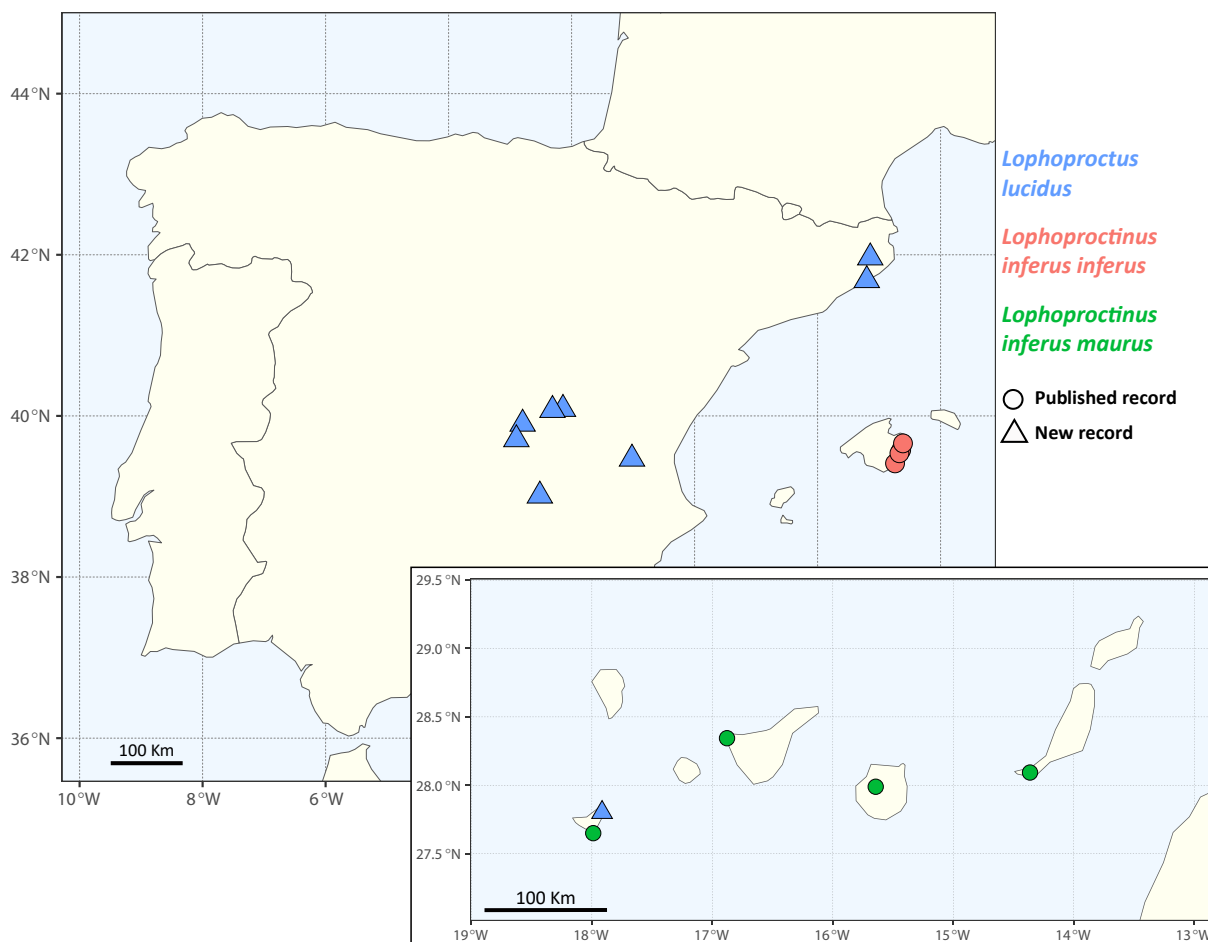 44°N
42°N
40°N
38°N
36°N
10°W
8°W
6°W
100 Km
Lophoproctus
lucidus
Lophoproctinus
inferus inferus
Lophoproctinus
inferus maurus
Published record
New record
29.5 °N
29.0 °N
28.5 °N
28.0 °N
27.5 °N
100 Km
19°W
18°W
17°W
16°W
15°W
14°W
13°W